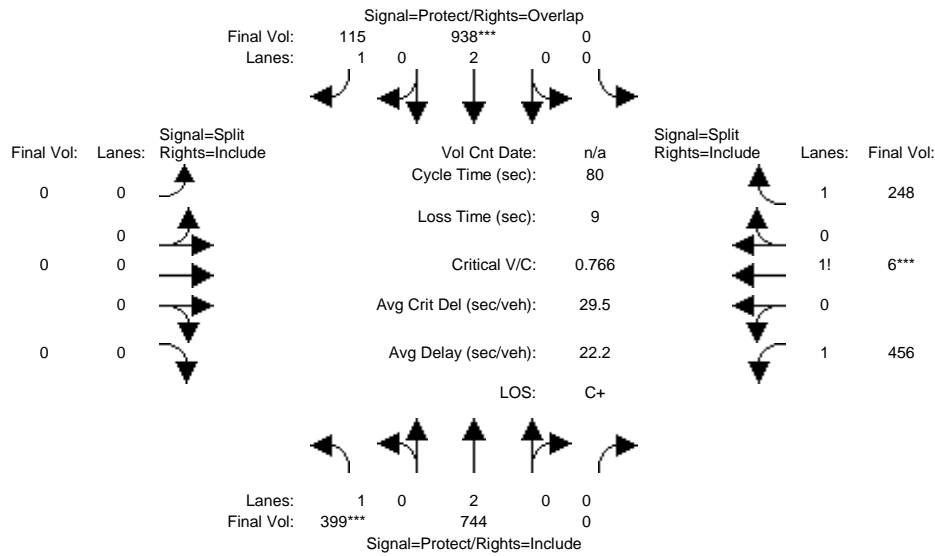 Signal=Protect/Rights=Overlap
Final Vol: 115 938*** 0
Lanes: 1 0 2 0 0
Signal=Split
Final Vol: Lanes: Rights=Include
Vol Cnt Date: n/a
Signal=Split
Rights=Include Lanes: Final Vol:
Cycle Time (sec): 80
0 0
1 248
Loss Time (sec): 9
0
0
0 0
Critical V/C: 0.766
1! 6***
0
Avg Crit Del (sec/veh): 29.5
0
0 0
Avg Delay (sec/veh): 22.2
1 456
LOS: C+
Lanes: 1 0 2 0 0
Final Vol: 399*** 744 0
Signal=Protect/Rights=Include